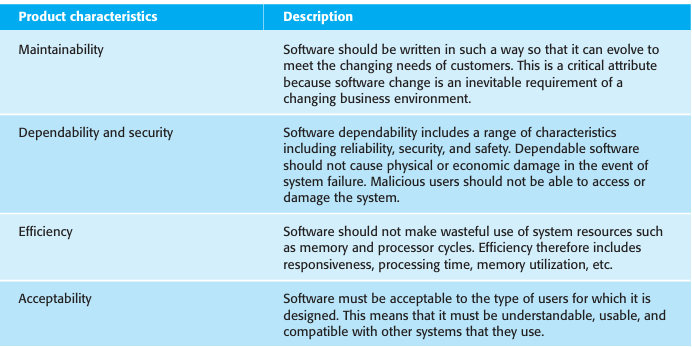 Product characteristics Description
Maintainability Software should be written in such a way so that it can evolve to
meet the changing needs of customers. This is a critical attribute
because software change is an inevitable requirement of a
changing business environment.
Dependability and security Software dependability includes a range of characteristics
including reliability, security, and safety. Dependable software
should not cause physical or economic damage in the event of
system failure. Malicious users should not be able to access or
damage the system.
Efficiency Software should not make wasteful use of system resources such
as memory and processor cycles. Efficiency therefore includes
responsiveness, processing time, memory utilization, etc.
Acceptability Software must be acceptable to the type of users for which it is
designed. This means that it must be understandable, usable, and
compatible with other systems that they use.